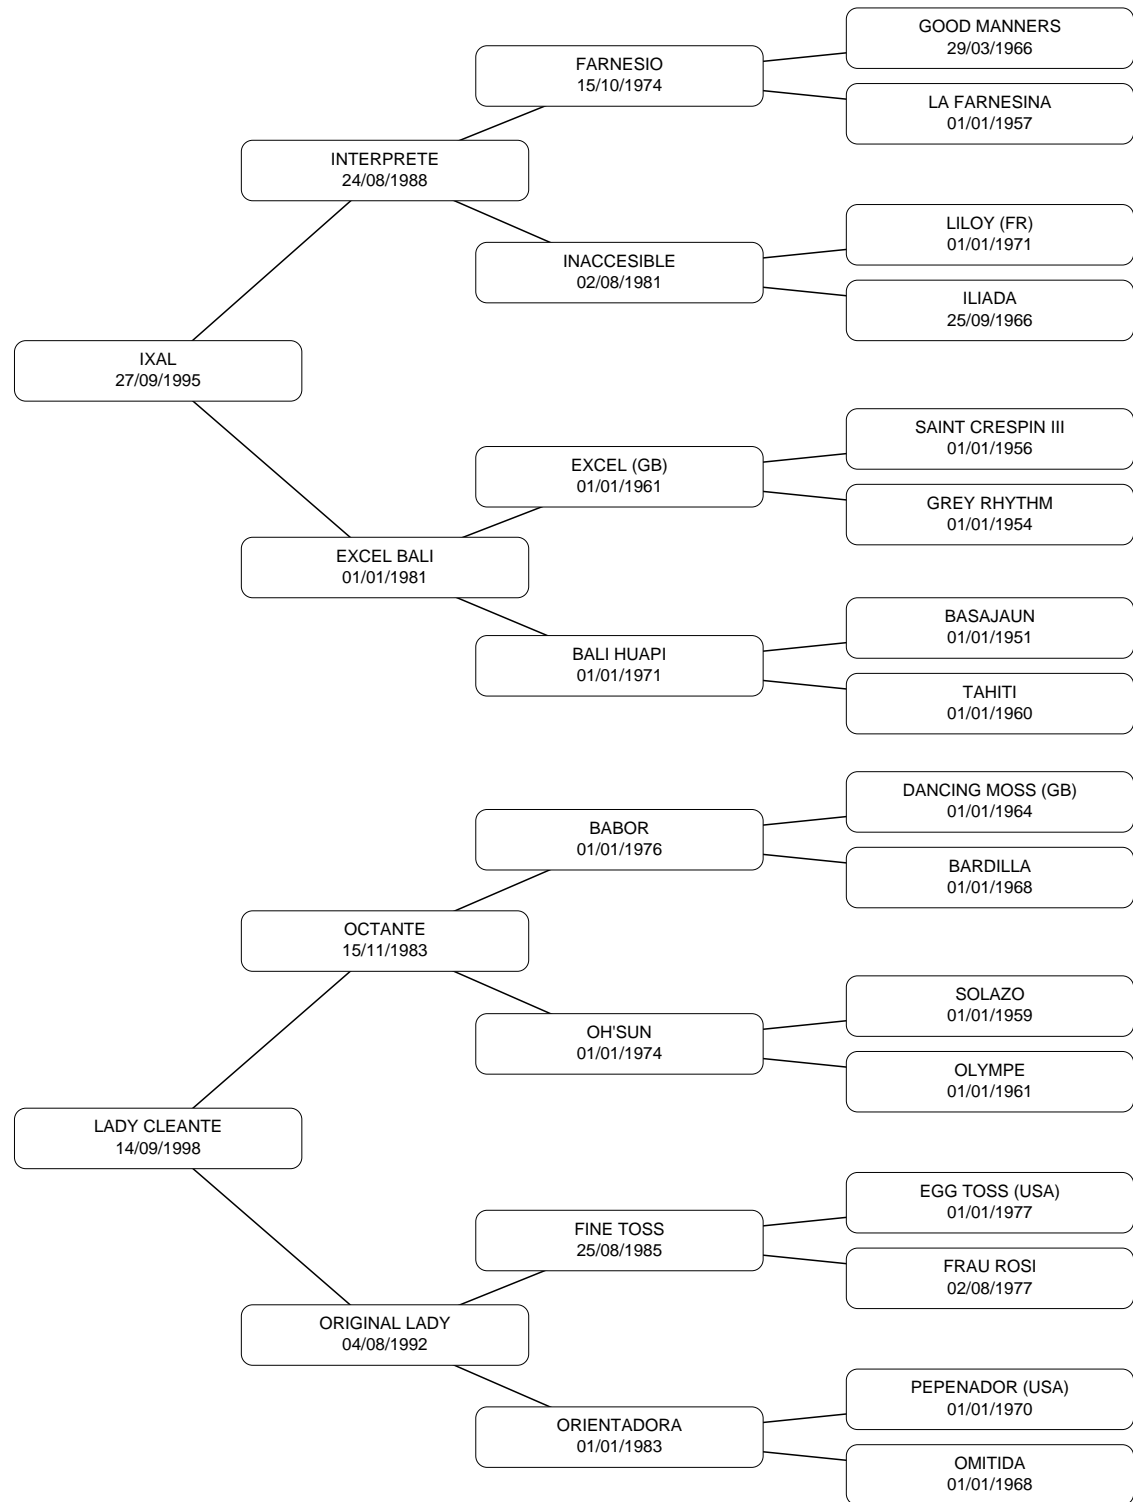 GOOD MANNERS
29/03/1966
FARNESIO
15/10/1974
LA FARNESINA
01/01/1957
INTERPRETE
24/08/1988
LILOY (FR)
01/01/1971
INACCESIBLE
02/08/1981
ILIADA
25/09/1966
IXAL
27/09/1995
SAINT CRESPIN III
01/01/1956
EXCEL (GB)
01/01/1961
GREY RHYTHM
01/01/1954
EXCEL BALI
01/01/1981
BASAJAUN
01/01/1951
BALI HUAPI
01/01/1971
TAHITI
01/01/1960
DANCING MOSS (GB)
01/01/1964
BABOR
01/01/1976
BARDILLA
01/01/1968
OCTANTE
15/11/1983
SOLAZO
01/01/1959
OH'SUN
01/01/1974
OLYMPE
01/01/1961
LADY CLEANTE
14/09/1998
EGG TOSS (USA)
01/01/1977
FINE TOSS
25/08/1985
FRAU ROSI
02/08/1977
ORIGINAL LADY
04/08/1992
PEPENADOR (USA)
01/01/1970
ORIENTADORA
01/01/1983
OMITIDA
01/01/1968